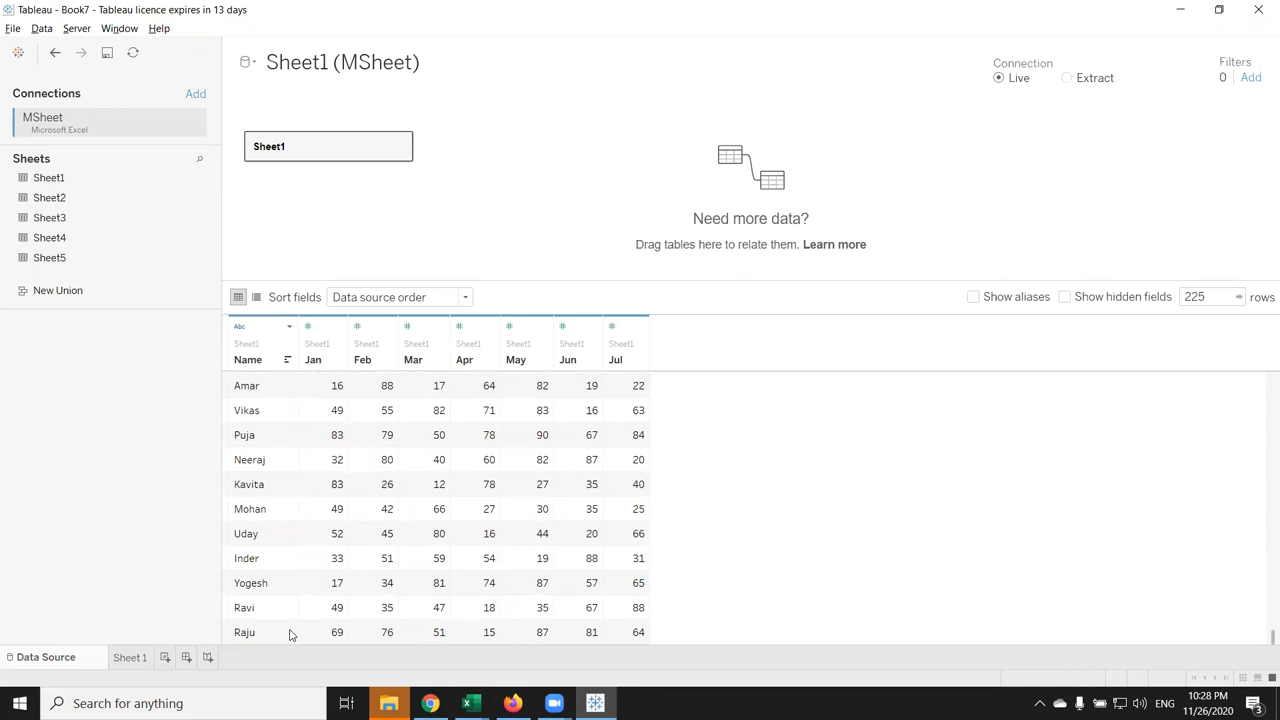 Tableau - Book7 - Tableau licence expires in 13 days
File Data Server Window Help
Connections Add
MSheet
Microsoft Excel
Sheets
Sheet1
Sheet2
Sheet3
Sheet4
Sheet5
New Union
Sheet1 (MSheet)
Connection
Live Extract
Filters
0 Add
Sheet1
Need more data?
Drag tables here to relate them. Learn more
Sort fields Data source order Show aliases Show hidden fields 225 rows
Abc # # # # # # #
Sheet1 Sheet1 Sheet1 Sheet1 Sheet1 Sheet1 Sheet1 Sheet1
Name Jan Feb Mar Apr May Jun Jul
Amar 16 88 17 64 82 19 22
Vikas 49 55 82 71 83 16 63
Puja 83 79 50 78 90 67 84
Neeraj 32 80 40 60 82 87 20
Kavita 83 26 12 78 27 35 40
Mohan 49 42 66 27 30 35 25
Uday 52 45 80 16 44 20 66
Inder 33 51 59 54 19 88 31
Yogesh 17 34 81 74 87 57 65
Ravi 49 35 47 18 35 67 88
Raju 69 76 51 15 87 81 64
Data Source Sheet 1
Search for anything
ENG
10:28 PM
11/26/2020
3